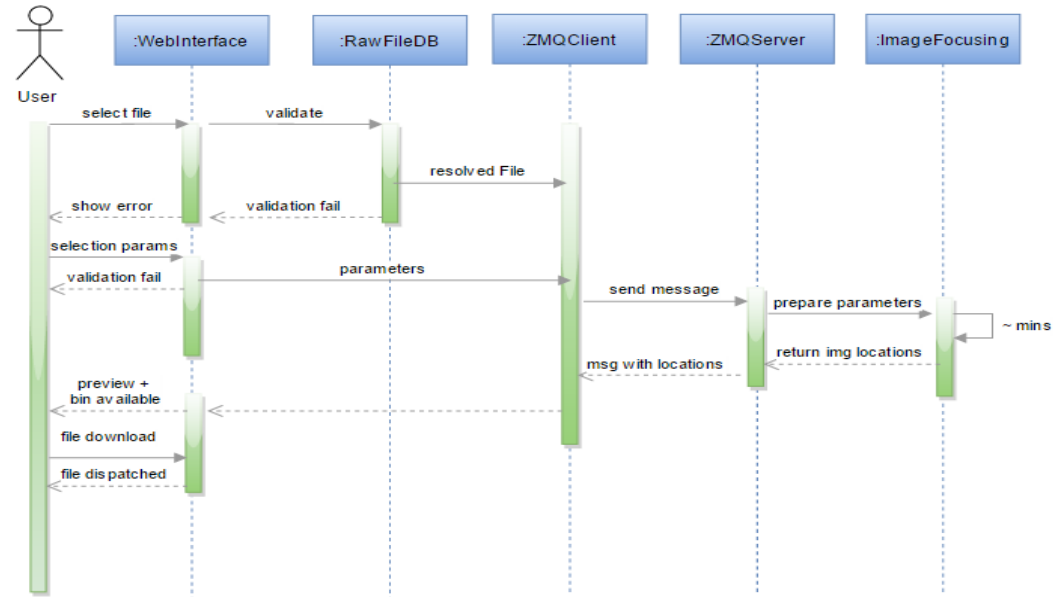 :WebInterface
:RawFileDB
:ZMQClient
:ZMQServer
:ImageFocusing
User
select file
validate
resolved File
show error
validation fail
selection params
validation fail
parameters
send message
prepare parameters
~ mins
return img locations
msg with locations
preview +
bin available
file download
file dispatched